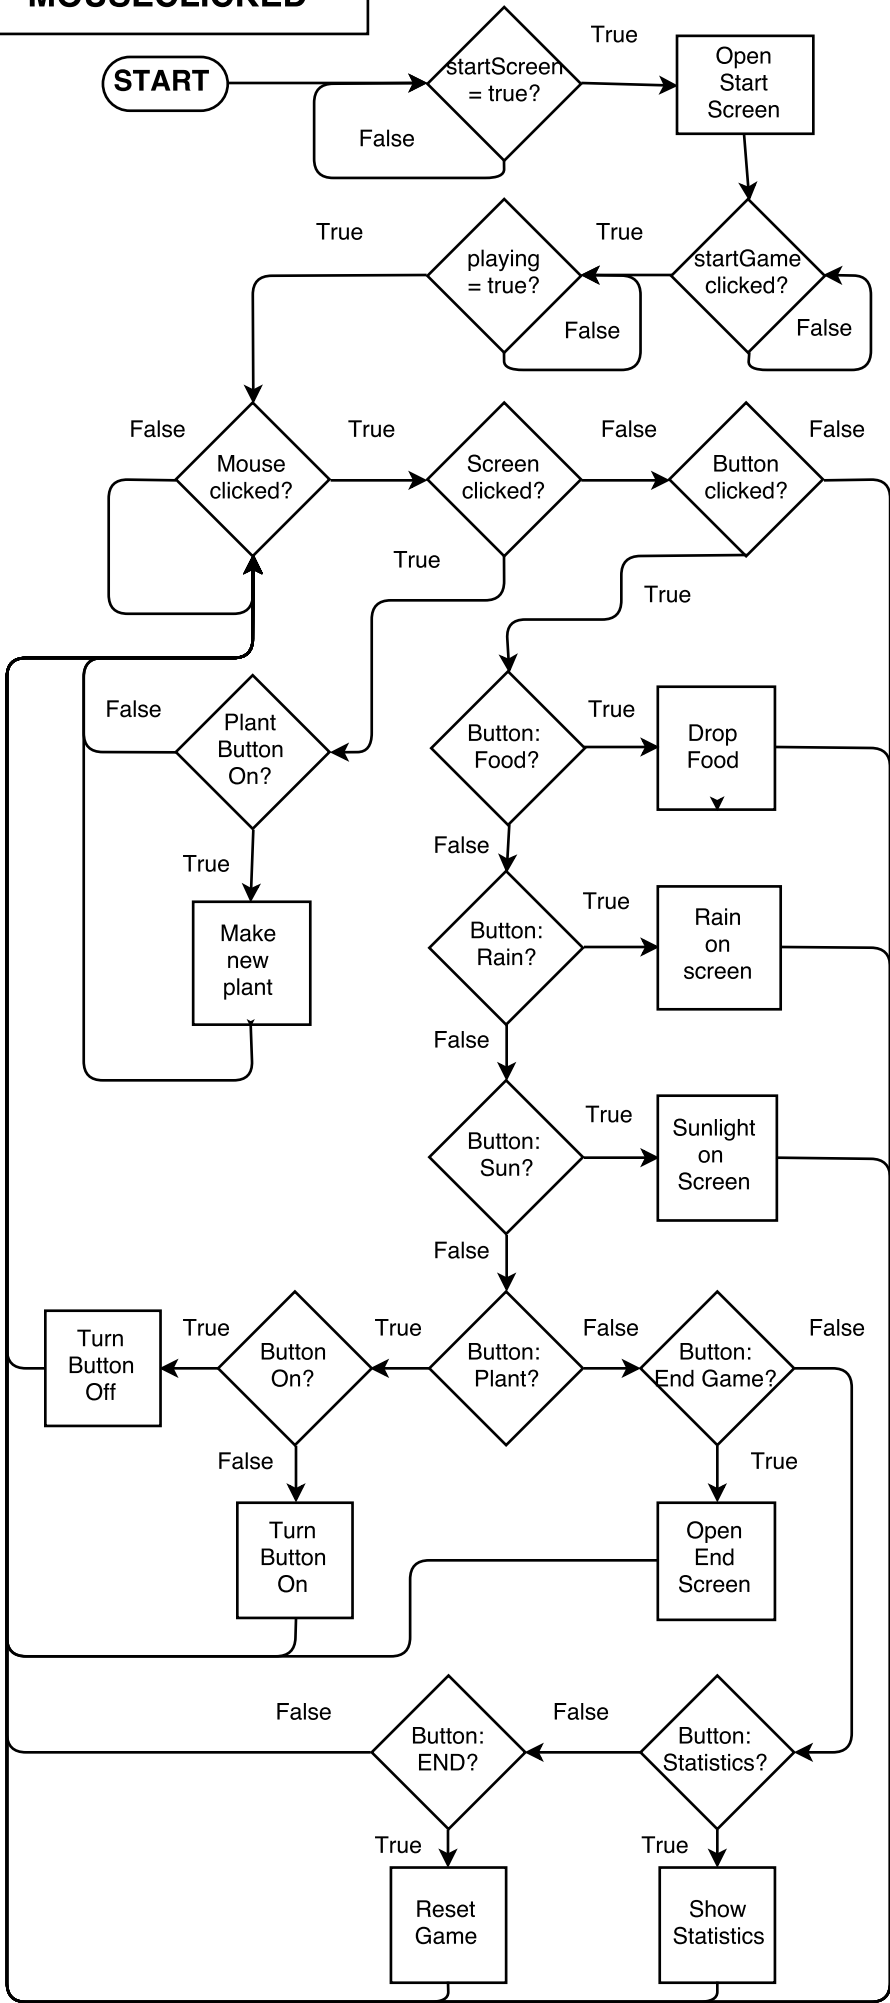 MOUSECLICKED
START
startScreen
= true?
True
Open
Start
Screen
False
True
playing
= true?
True
startGame
clicked?
False
False
False
Mouse
clicked?
True
Screen
clicked?
False
Button
clicked?
False
True
True
False
Plant
Button
On?
Button:
Food?
True
Drop
Food
True
False
Make
new
plant
Button:
Rain?
True
Rain
on
screen
False
Button:
Sun?
True
Sunlight
on
Screen
False
Turn
Button
Off
True
Button
On?
True
Button:
Plant?
False
Button:
End Game?
False
False
True
Turn
Button
On
Open
End
Screen
False
Button:
END?
False
Button:
Statistics?
True
True
Reset
Game
Show
Statistics